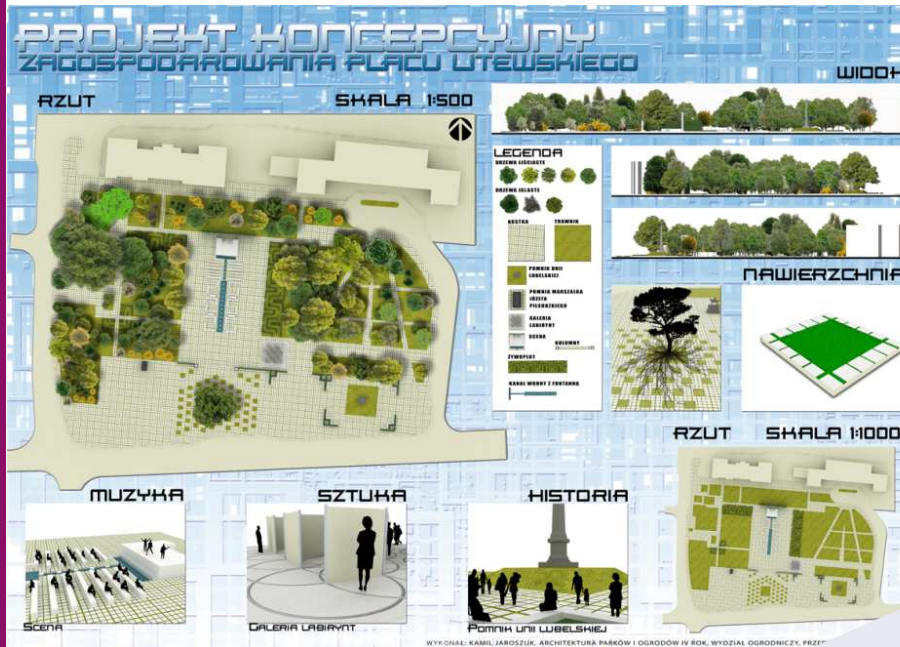 PROJEKT KONCEPCYJNY
ZAGOSPODAROWANIA PLACU LITEWSKIEGO
WIDOK
RZUT SKALA 1:500
LEGENDA
DRZEWA LIŚCIASTE
DRZEWA IGLASTE
KOSTKA TRAWNIK
POMNIK UNII
LUBELSKIEJ
POMNIK MARSZAŁKA
JÓZEFA
PIŁSUDSKIEGO
GALERIA
LABIRYNT
SCENA KOLUMNY
ŻYWOPŁOT
KANAŁ WODNY Z FONTANNĄ
NAWIERZCHNIA
RZUT SKALA 1:1000
MUZYKA
SZTUKA
HISTORIA
SCENA
GALERIA LABIRYNT
POMNIK UNII LUBELSKIEJ
WYKONAŁ: KAMIL JAROSZUK, ARCHITEKTURA PARKÓW I OGRODÓW IV ROK, WYDZIAŁ OGRODNICZY,